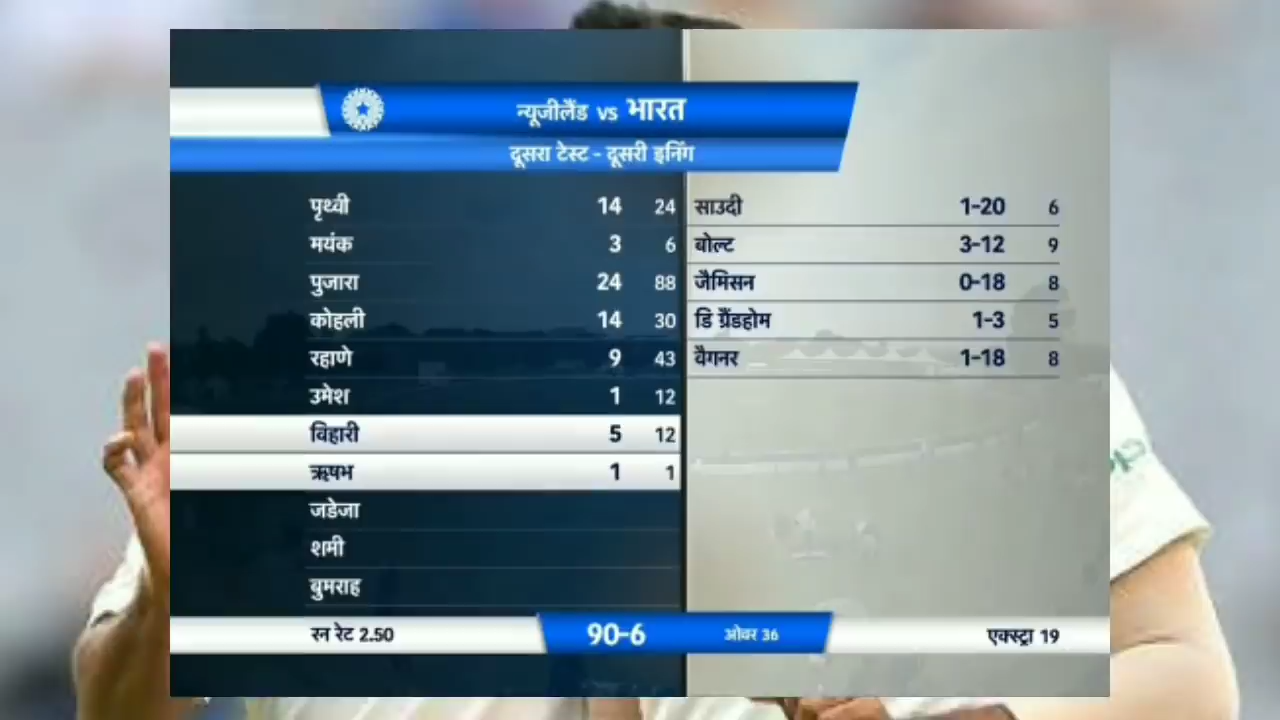 न्यूजीलैंड vs भारत
दूसरा टेस्ट - दूसरी इनिंग
पृथ्वी 14 24
मयंक 3 6
पुजारा 24 88
कोहली 14 30
रहाणे 9 43
उमेश 1 12
विहारी 5 12
ऋषभ 1 1
जडेजा
शमी
बुमराह
साउदी 1-20 6
बोल्ट 3-12 9
जैमिसन 0-18 8
डि ग्रैंडहोम 1-3 5
वैगनर 1-18 8
रन रेट 2.50 90-6 ओवर 36 एक्स्ट्रा 19